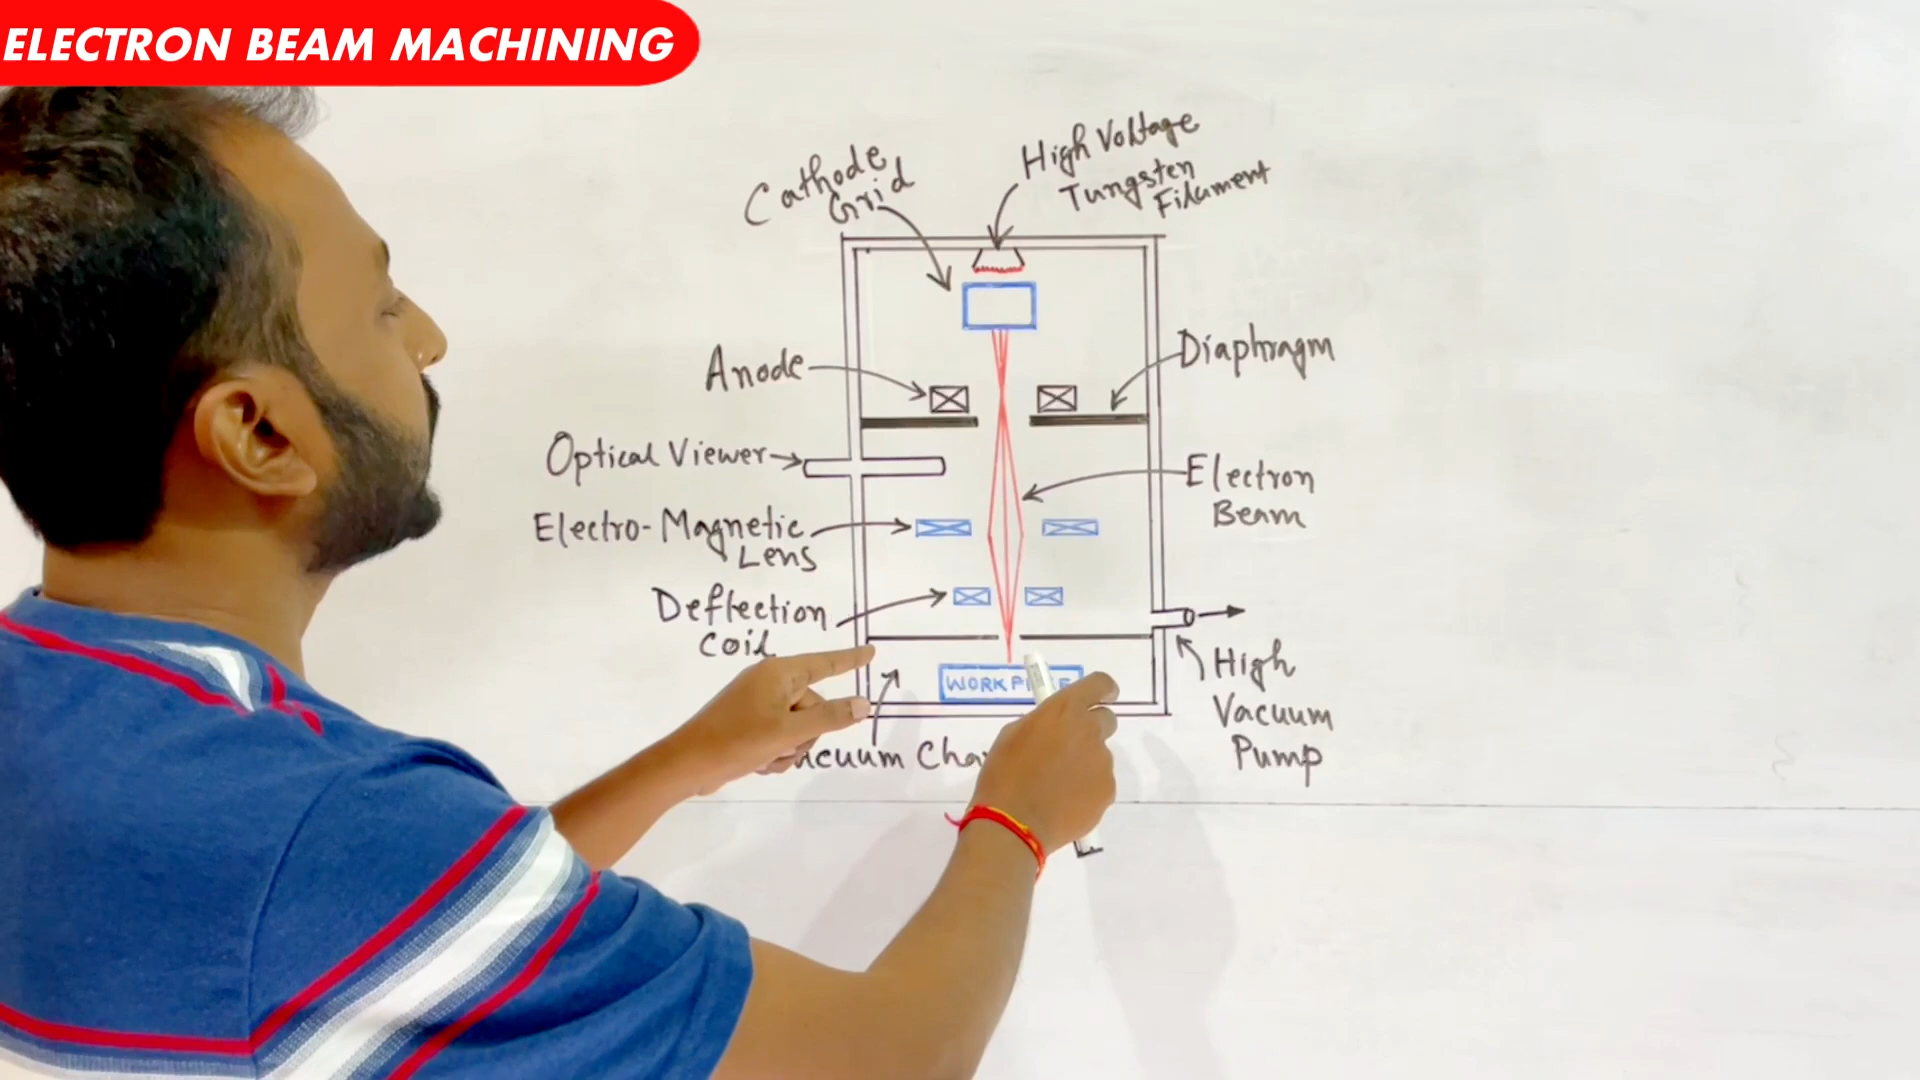 ELECTRON BEAM MACHINING
Cathode
Grid
High Voltage
Tungsten
Filament
Anode
Diaphragm
Optical Viewer
Electron
Beam
Electro-Magnetic
Lens
Deflection
Coil
High
Vacuum
Pump